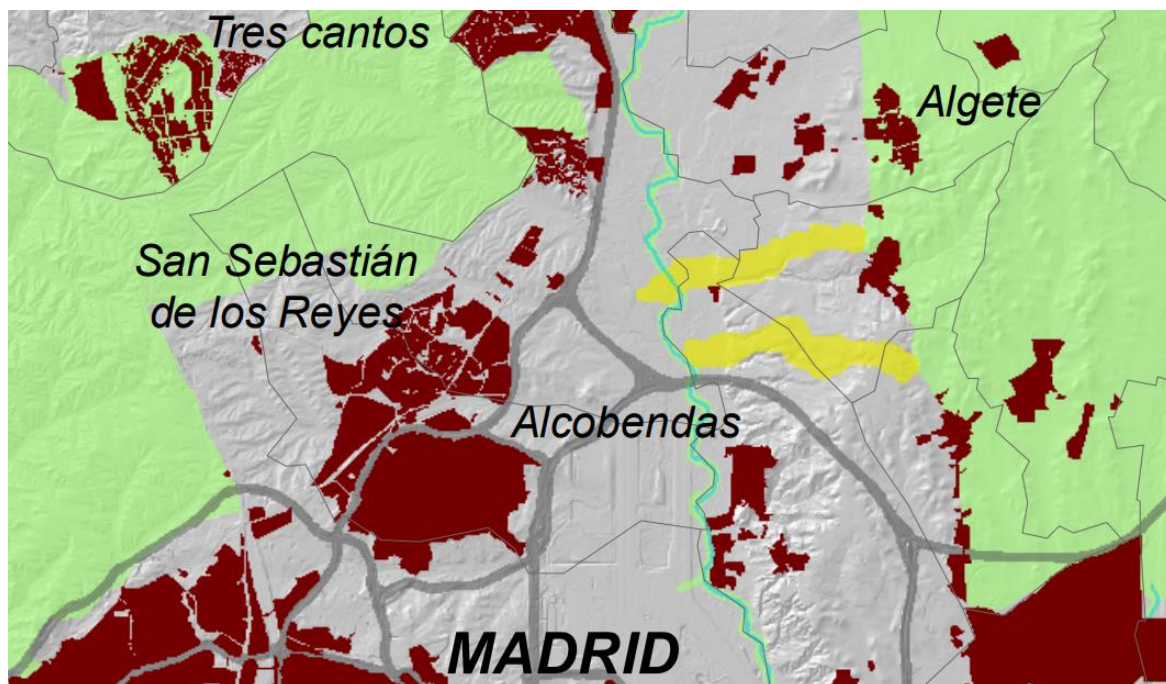 Tres cantos
Algete
San Sebastián
de los Reyes
Alcobendas
MADRID